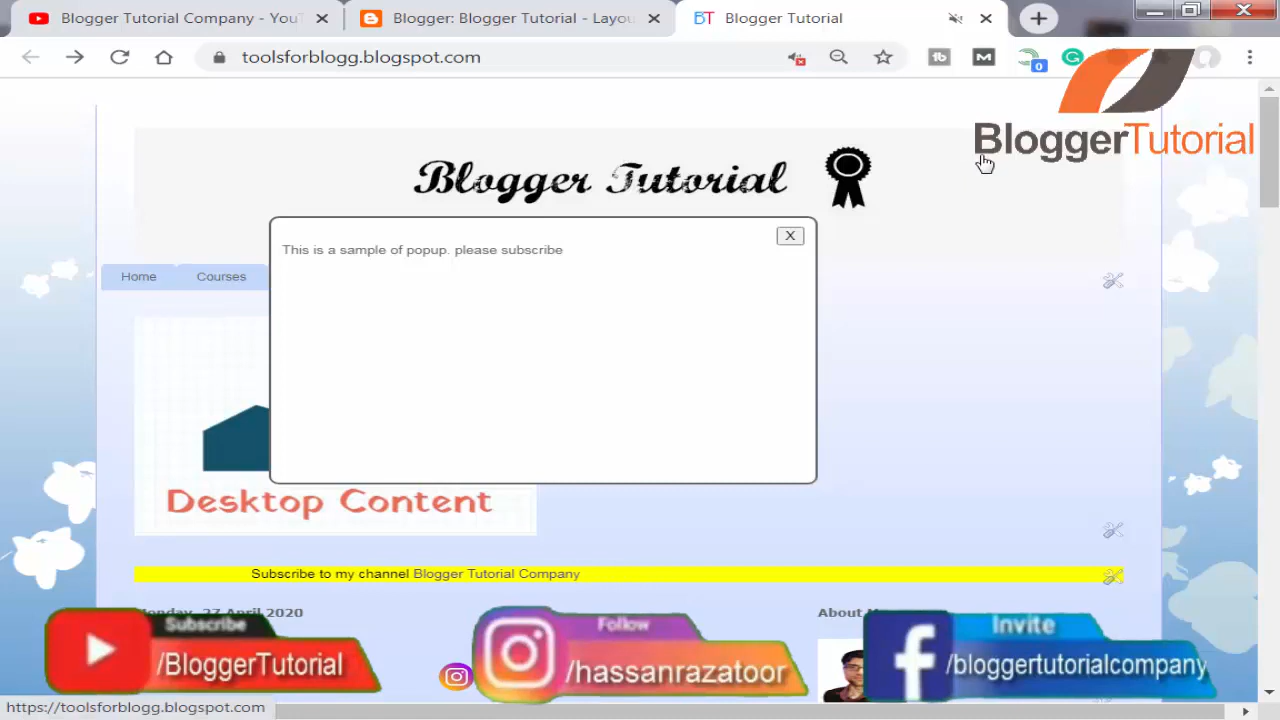 Blogger Tutorial Company - YouT
Blogger: Blogger Tutorial - Layou
BT Blogger Tutorial
toolsforblogg.blogspot.com
tb
M
0
G
BloggerTutorial
Blogger Tutorial
X
This is a sample of popup. please subscribe
Home
Courses
Desktop Content
Subscribe to my channel Blogger Tutorial Company
Monday, 27 April 2020
About M
Subscribe
/BloggerTutorial
Follow
/hassanrazatoor
Invite
f
/bloggertutorialcompany
https://toolsforblogg.blogspot.com